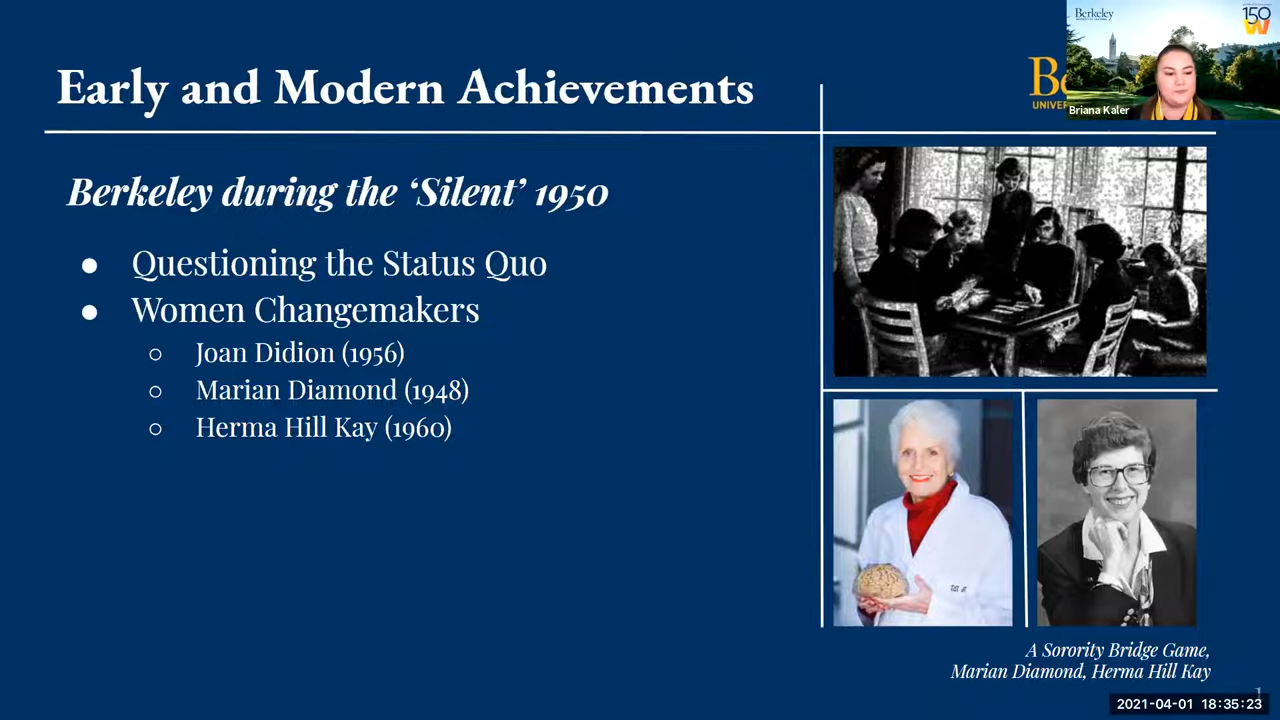 Early and Modern Achievements
Berkeley during the ‘Silent’ 1950
● Questioning the Status Quo
● Women Changemakers
○ Joan Didion (1956)
○ Marian Diamond (1948)
○ Herma Hill Kay (1960)
Berkeley
150
W
Briana Kaler
A Sorority Bridge Game,
Marian Diamond, Herma Hill Kay
1
2021-04-01 18:35:23